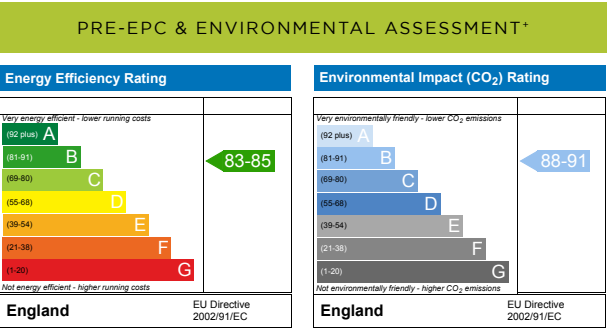 PRE-EPC & ENVIRONMENTAL ASSESSMENT+
Energy Efficiency Rating
Very energy efficient - lower running costs
(92 plus) A
(81-91) B
83-85
(69-80) C
(55-68) D
(39-54) E
(21-38) F
(1-20) G
Not energy efficient - higher running costs
England
EU Directive
2002/91/EC
Environmental Impact (CO2) Rating
Very environmentally friendly - lower CO2 emissions
(92 plus) A
(81-91) B
88-91
(69-80) C
(55-68) D
(39-54) E
(21-38) F
(1-20) G
Not environmentally friendly - higher CO2 emissions
England
EU Directive
2002/91/EC